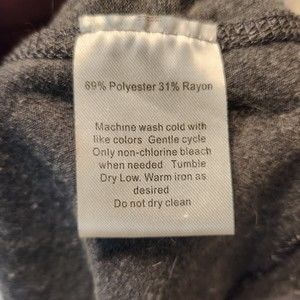 69% Polyester 31% Rayon
Machine wash cold with
like colors Gentle cycle
Only non-chlorine bleach
when needed Tumble
Dry Low. Warm iron as
desired
Do not dry clean